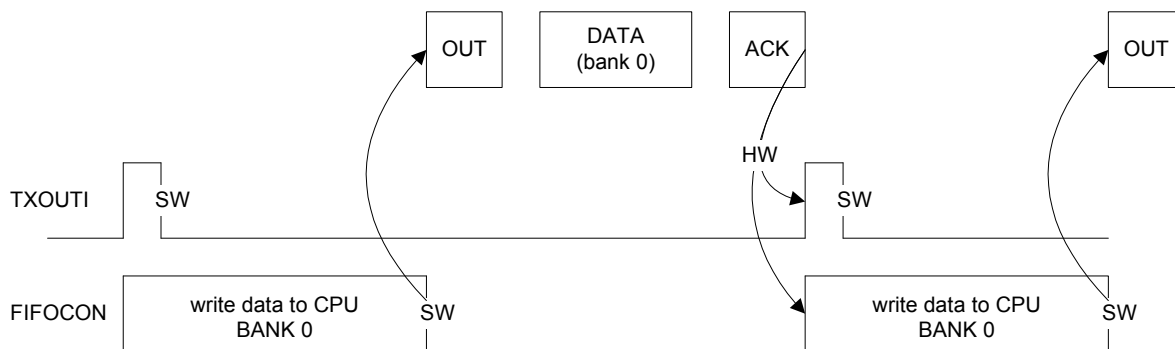 OUT
DATA
(bank 0)
ACK
OUT
HW
TXOUTI
SW
SW
FIFOCON
write data to CPU
BANK 0
SW
write data to CPU
BANK 0
SW